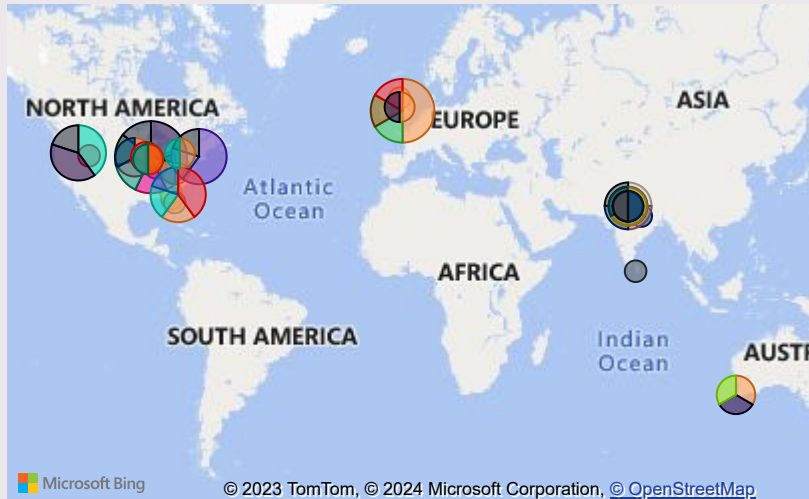 NORTH AMERICA
ASIA
EUROPE
Atlantic
Ocean
AFRICA
SOUTH AMERICA
Indian
Ocean
AUSTR
Microsoft Bing
© 2023 TomTom, © 2024 Microsoft Corporation, © OpenStreetMap